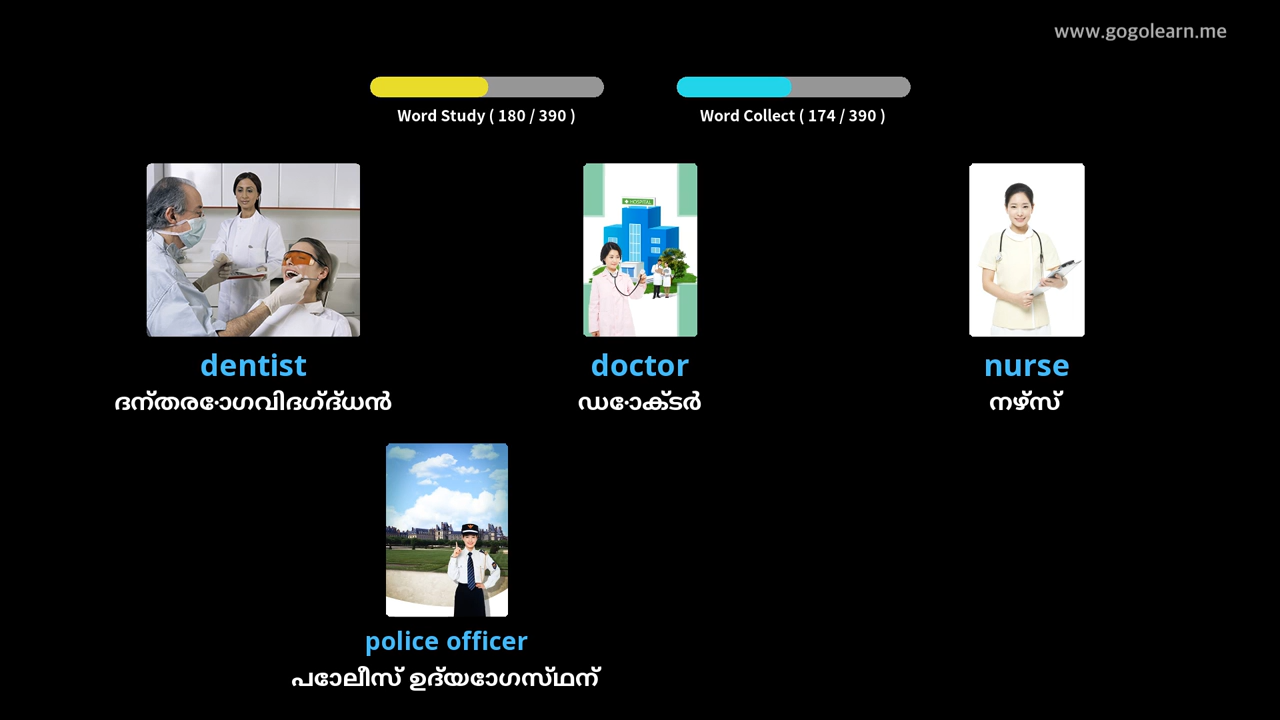 www.gogolearn.me
Word Study ( 180 / 390 )
Word Collect ( 174 / 390 )
HOSPITAL
dentist
doctor
nurse
ദന്തരോഗവിദഗ്ദ്ധൻ
ഡോക്ടർ
നഴ്സ്
police officer
പോലീസ് ഉദ്യോഗസ്ഥന്